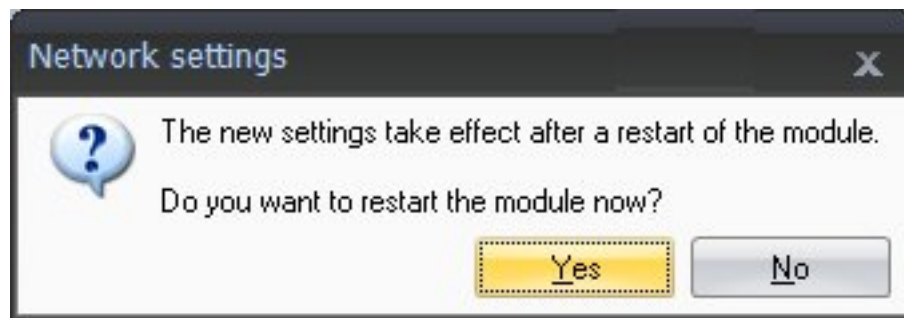 Network settings
x
The new settings take effect after a restart of the module.
Do you want to restart the module now?
Yes No